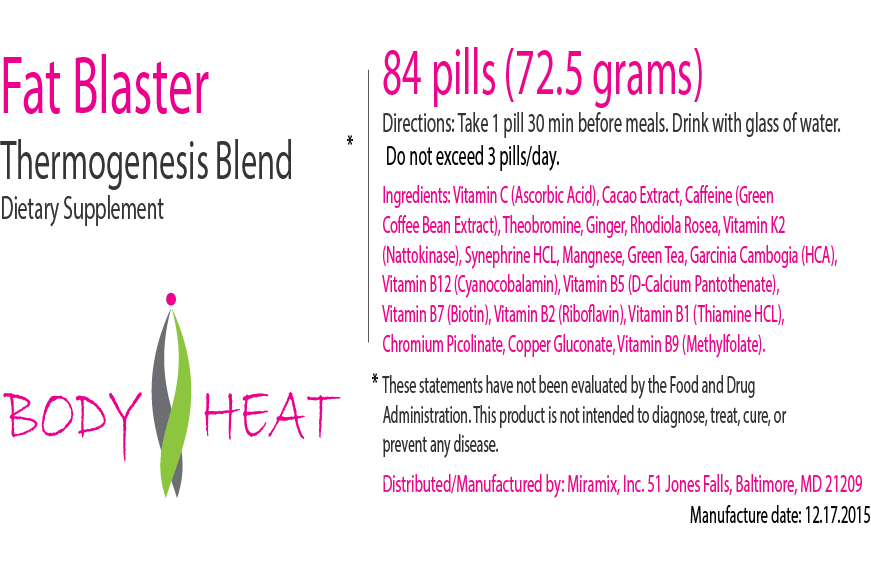 Fat Blaster
Thermogenesis Blend *
Dietary Supplement
BODY HEAT
84 pills (72.5 grams)
Directions: Take 1 pill 30 min before meals. Drink with glass of water.
Do not exceed 3 pills/day.
Ingredients: Vitamin C (Ascorbic Acid), Cacao Extract, Caffeine (Green
Coffee Bean Extract), Theobromine, Ginger, Rhodiola Rosea, Vitamin K2
(Nattokinase), Synephrine HCL, Mangnese, Green Tea, Garcinia Cambogia (HCA),
Vitamin B12 (Cyanocobalamin), Vitamin B5 (D-Calcium Pantothenate),
Vitamin B7 (Biotin), Vitamin B2 (Riboflavin), Vitamin B1 (Thiamine HCL),
Chromium Picolinate, Copper Gluconate, Vitamin B9 (Methylfolate).
* These statements have not been evaluated by the Food and Drug
Administration. This product is not intended to diagnose, treat, cure, or
prevent any disease.
Distributed/Manufactured by: Miramix, Inc. 51 Jones Falls, Baltimore, MD 21209
Manufacture date: 12.17.2015